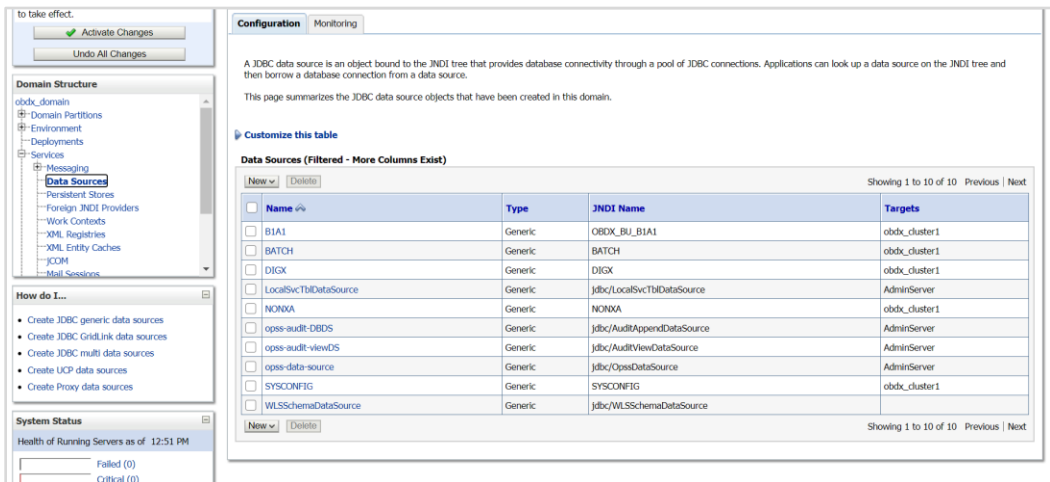 to take effect.
Activate Changes
Undo All Changes
Domain Structure
obdx_domain
Domain Partitions
Environment
Deployments
Services
Messaging
Data Sources
Persistent Stores
Foreign JNDI Providers
Work Contexts
XML Registries
XML Entity Caches
jCOM
Mail Sessions
How do I...
Create JDBC generic data sources
Create JDBC GridLink data sources
Create JDBC multi data sources
Create UCP data sources
Create Proxy data sources
System Status
Health of Running Servers as of 12:51 PM
Failed (0)
Critical (0)
Configuration Monitoring
A JDBC data source is an object bound to the JNDI tree that provides database connectivity through a pool of JDBC connections. Applications can look up a data source on the JNDI tree and
then borrow a database connection from a data source.
This page summarizes the JDBC data source objects that have been created in this domain.
Customize this table
Data Sources (Filtered - More Columns Exist)
New Delete Showing 1 to 10 of 10 Previous | Next
Name Type JNDI Name Targets
B1A1 Generic OBDX_BU_B1A1 obdx_cluster1
BATCH Generic BATCH obdx_cluster1
DIGX Generic DIGX obdx_cluster1
LocalSvcTblDataSource Generic jdbc/LocalSvcTblDataSource AdminServer
NONXA Generic NONXA obdx_cluster1
opss-audit-DBDS Generic jdbc/AuditAppendDataSource AdminServer
opss-audit-viewDS Generic jdbc/AuditViewDataSource AdminServer
opss-data-source Generic jdbc/OpssDataSource AdminServer
SYSCONFIG Generic SYSCONFIG obdx_cluster1
WLSSchemaDataSource Generic jdbc/WLSSchemaDataSource
New Delete Showing 1 to 10 of 10 Previous | Next